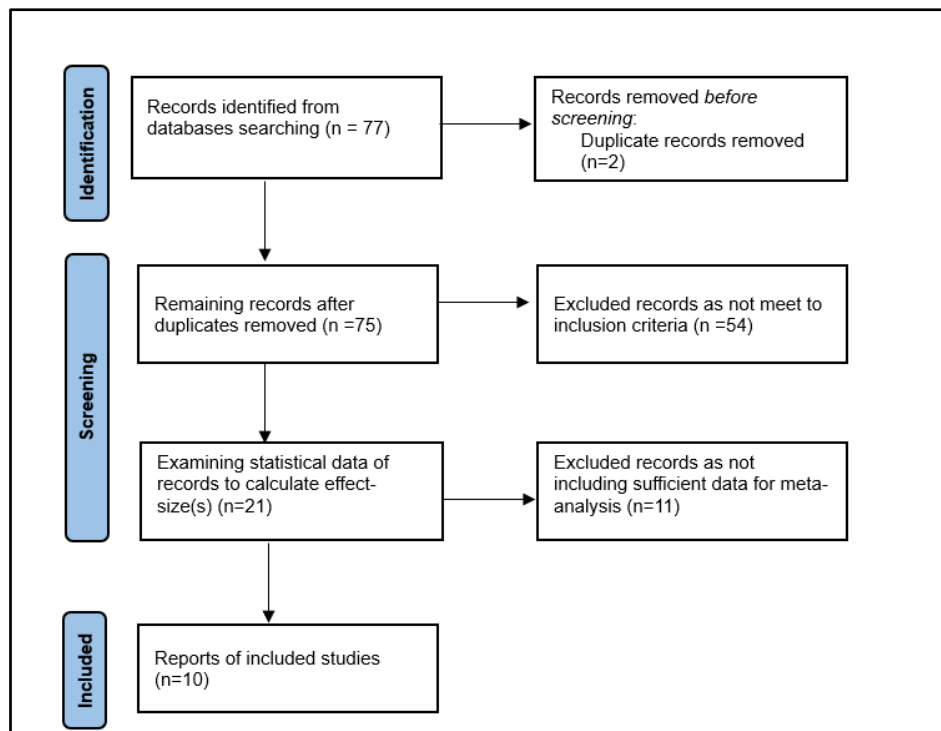 Identification
Records identified from
databases searching (n = 77)
Records removed before
screening:
Duplicate records removed
(n=2)
Screening
Remaining records after
duplicates removed (n =75)
Excluded records as not meet to
inclusion criteria (n =54)
Examining statistical data of
records to calculate effect-
size(s) (n=21)
Excluded records as not
including sufficient data for meta-
analysis (n=11)
Included
Reports of included studies
(n=10)